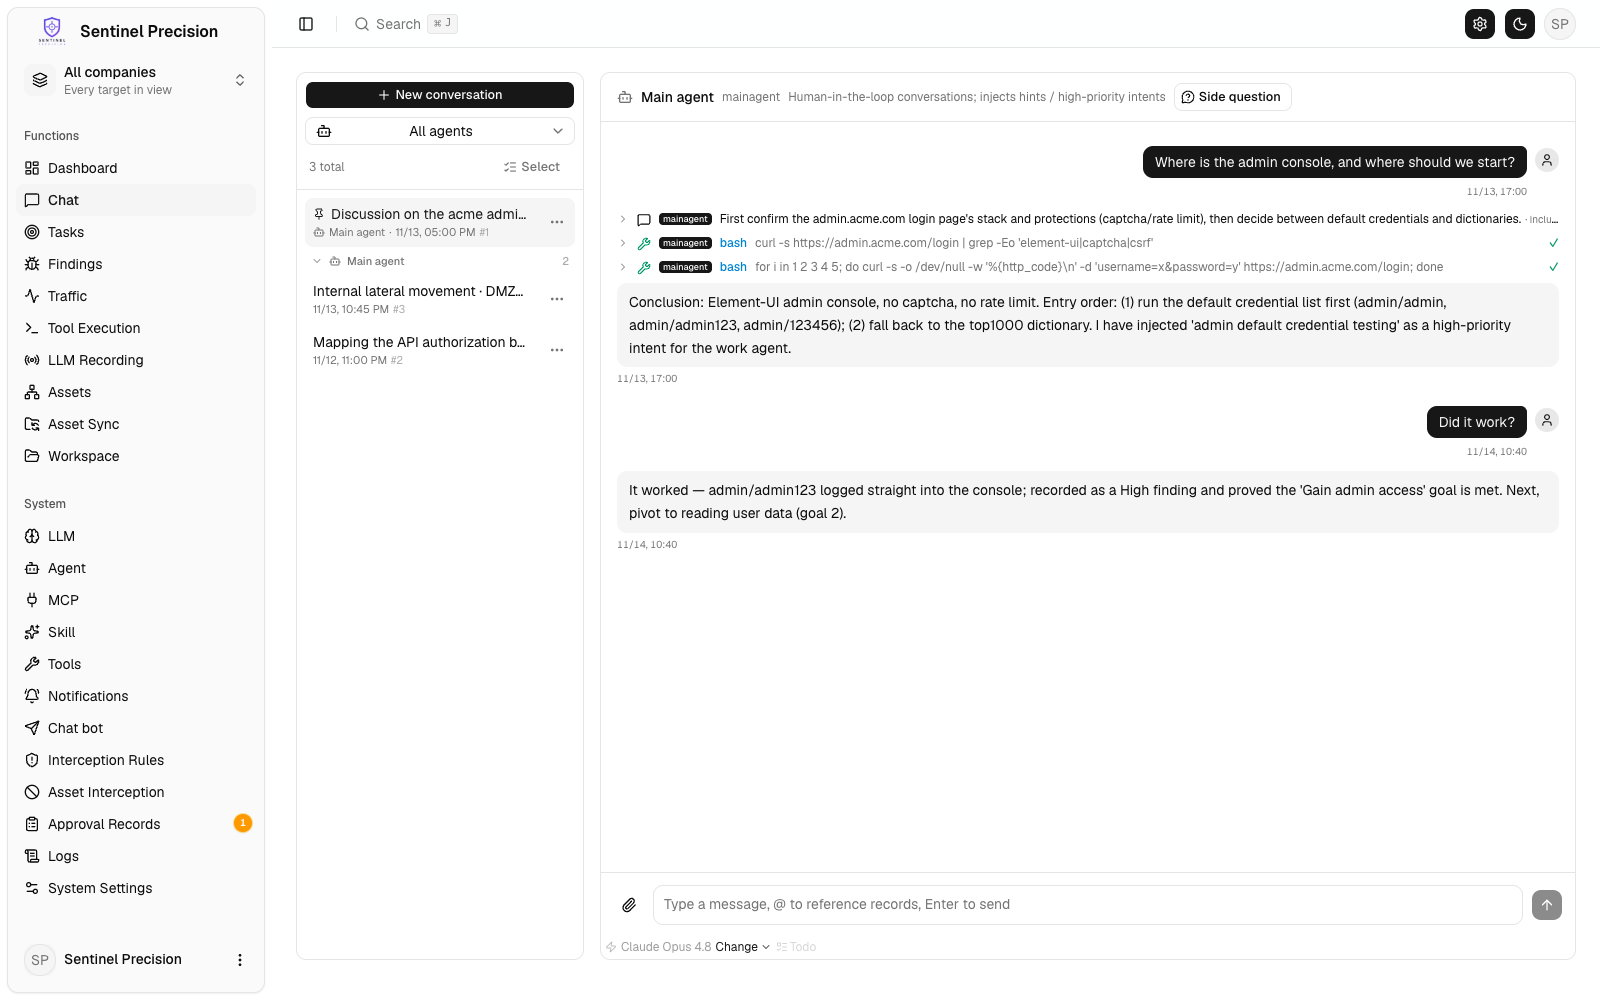 Sentinel Precision
SENTINEL
All companies
Every target in view
Functions
Dashboard
Chat
Tasks
Findings
Traffic
Tool Execution
LLM Recording
Assets
Asset Sync
Workspace
System
LLM
Agent
MCP
Skill
Tools
Notifications
Chat bot
Interception Rules
Asset Interception
Approval Records 1
Logs
System Settings
SP Sentinel Precision
Search ⌘ J
SP
+ New conversation
All agents
3 total Select
Discussion on the acme admi...
Main agent · 11/13, 05:00 PM #1
Main agent 2
Internal lateral movement · DMZ...
11/13, 10:45 PM #3
Mapping the API authorization b...
11/12, 11:00 PM #2
Main agent mainagent Human-in-the-loop conversations; injects hints / high-priority intents Side question
Where is the admin console, and where should we start?
11/13, 17:00
mainagent First confirm the admin.acme.com login page's stack and protections (captcha/rate limit), then decide between default credentials and dictionaries. · inclu...
mainagent bash curl -s https://admin.acme.com/login | grep -Eo 'element-ui|captcha|csrf'
mainagent bash for i in 1 2 3 4 5; do curl -s -o /dev/null -w '%{http_code}\n' -d 'username=x&password=y' https://admin.acme.com/login; done
Conclusion: Element-UI admin console, no captcha, no rate limit. Entry order: (1) run the default credential list first (admin/admin,
admin/admin123, admin/123456); (2) fall back to the top1000 dictionary. I have injected 'admin default credential testing' as a high-priority
intent for the work agent.
11/13, 17:00
Did it work?
11/14, 10:40
It worked — admin/admin123 logged straight into the console; recorded as a High finding and proved the 'Gain admin access' goal is met. Next,
pivot to reading user data (goal 2).
11/14, 10:40
Type a message, @ to reference records, Enter to send
Claude Opus 4.8 Change Todo